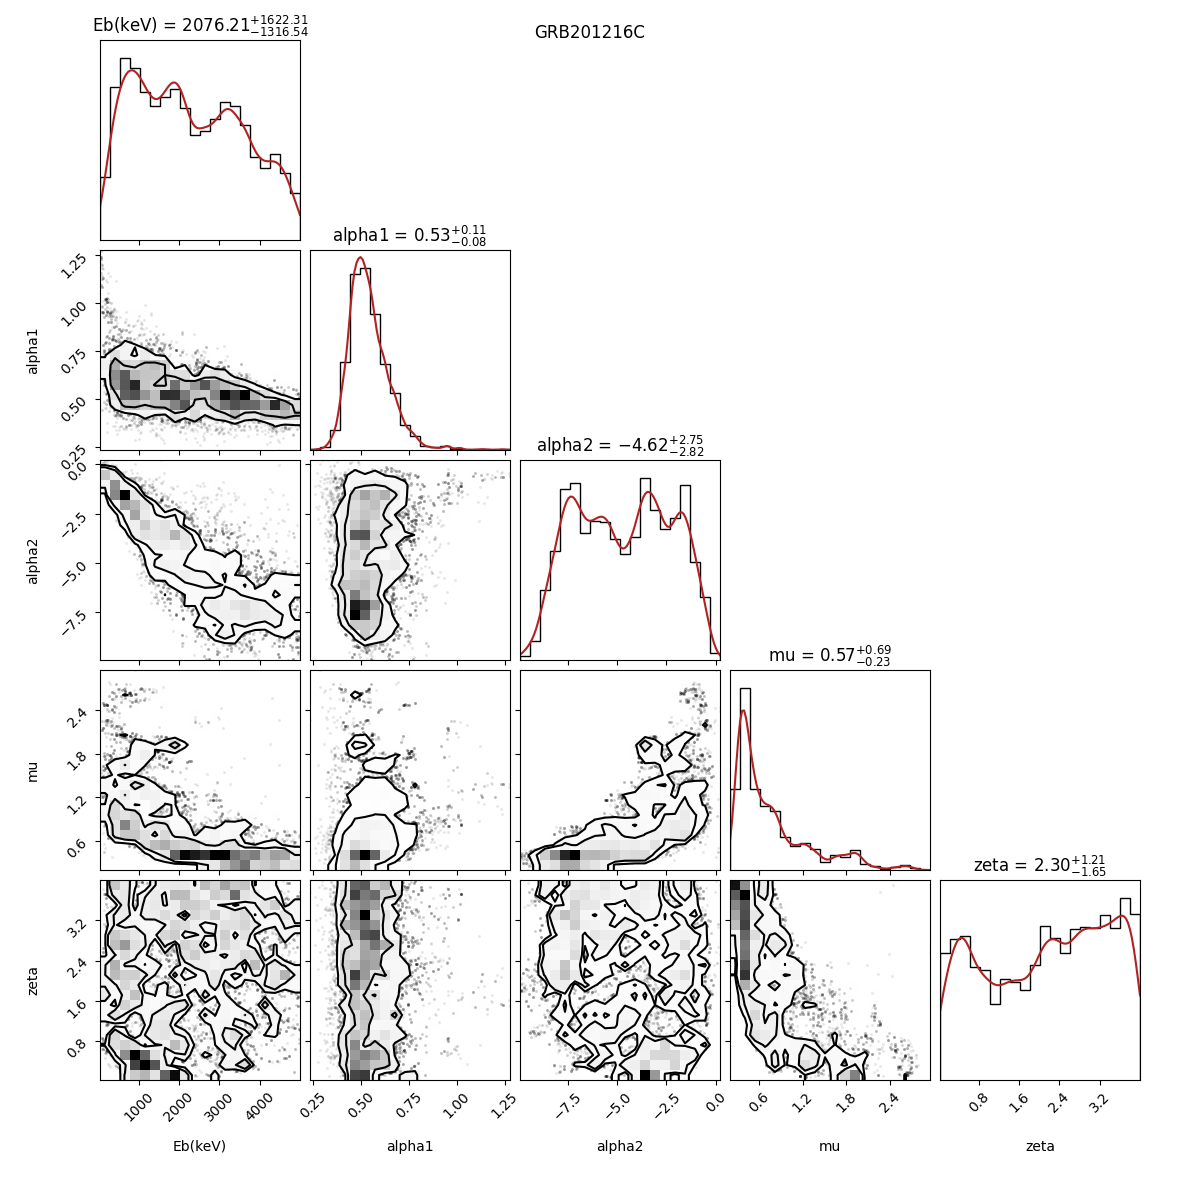 GRB201216C
Eb(keV) = 2076.21+1622.31−1316.54
alpha1 = 0.53+0.11−0.08
1.25
1.00
0.75
0.50
0.25
alpha1
alpha2 = −4.62+2.75−2.82
0.0
−2.5
−5.0
−7.5
alpha2
mu = 0.57+0.69−0.23
2.4
1.8
1.2
0.6
mu
zeta = 2.30+1.21−1.65
3.2
2.4
1.6
0.8
zeta
1000 2000 3000 4000 0.25 0.50 0.75 1.00 1.25 −7.5 −5.0 −2.5 0.0 0.6 1.2 1.8 2.4 0.8 1.6 2.4 3.2
Eb(keV) alpha1 alpha2 mu zeta